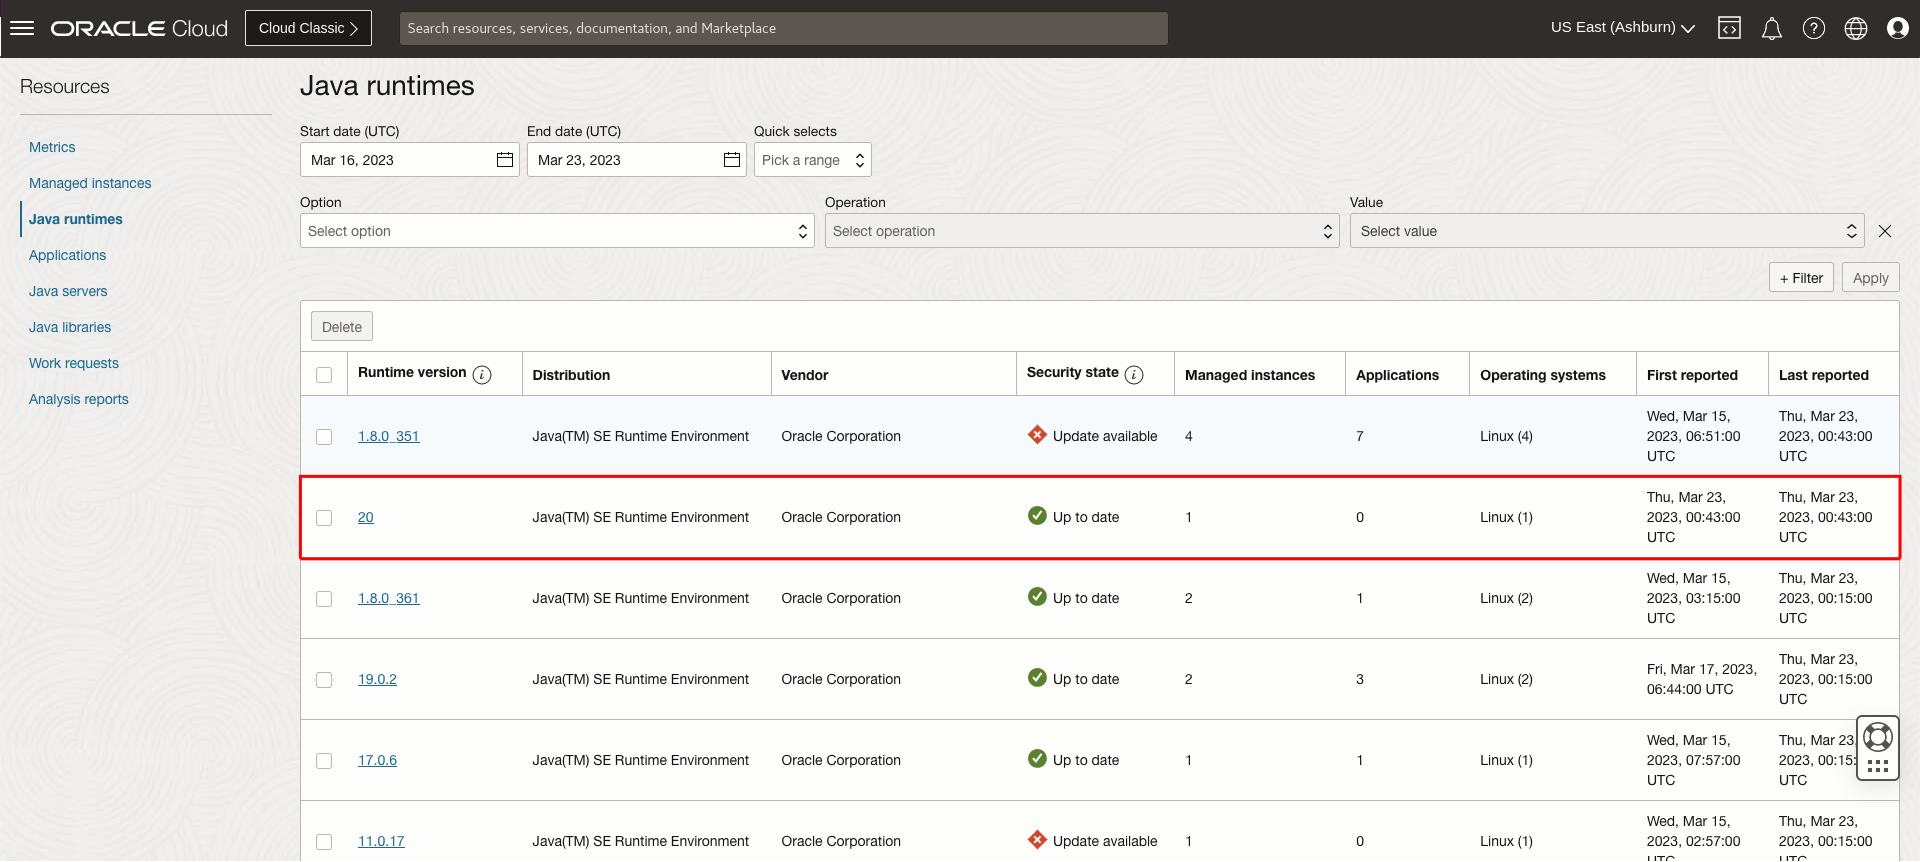 ORACLE Cloud
Cloud Classic
Search resources, services, documentation, and Marketplace
US East (Ashburn)
Resources
Metrics
Managed instances
Java runtimes
Applications
Java servers
Java libraries
Work requests
Analysis reports
Java runtimes
Start date (UTC) End date (UTC) Quick selects
Mar 16, 2023 Mar 23, 2023 Pick a range
Option Operation Value
Select option Select operation Select value
+ Filter Apply
Delete
Runtime version Distribution Vendor Security state Managed instances Applications Operating systems First reported Last reported
1.8.0_351 Java(TM) SE Runtime Environment Oracle Corporation Update available 4 7 Linux (4) Wed, Mar 15, 2023, 06:51:00 UTC Thu, Mar 23, 2023, 00:43:00 UTC
20 Java(TM) SE Runtime Environment Oracle Corporation Up to date 1 0 Linux (1) Thu, Mar 23, 2023, 00:43:00 UTC Thu, Mar 23, 2023, 00:43:00 UTC
1.8.0_361 Java(TM) SE Runtime Environment Oracle Corporation Up to date 2 1 Linux (2) Wed, Mar 15, 2023, 03:15:00 UTC Thu, Mar 23, 2023, 00:15:00 UTC
19.0.2 Java(TM) SE Runtime Environment Oracle Corporation Up to date 2 3 Linux (2) Fri, Mar 17, 2023, 06:44:00 UTC Thu, Mar 23, 2023, 00:15:00 UTC
17.0.6 Java(TM) SE Runtime Environment Oracle Corporation Up to date 1 1 Linux (1) Wed, Mar 15, 2023, 07:57:00 UTC Thu, Mar 23, 2023, 00:15: UTC
11.0.17 Java(TM) SE Runtime Environment Oracle Corporation Update available 1 0 Linux (1) Wed, Mar 15, 2023, 02:57:00 UTC Thu, Mar 23, 2023, 00:15:00 UTC